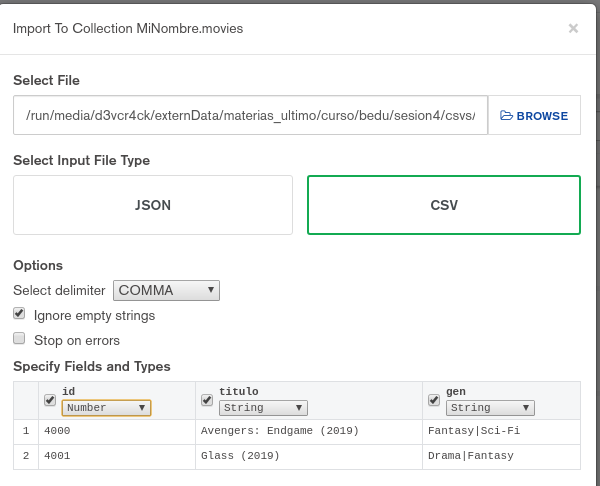 Import To Collection MiNombre.movies ×
Select File
/run/media/d3vcr4ck/externData/materias_ultimo/curso/bedu/sesion4/csvs/ BROWSE
Select Input File Type
JSON CSV
Options
Select delimiter COMMA
Ignore empty strings
Stop on errors
Specify Fields and Types
id titulo gen
Number String String
1 4000 Avengers: Endgame (2019) Fantasy|Sci-Fi
2 4001 Glass (2019) Drama|Fantasy